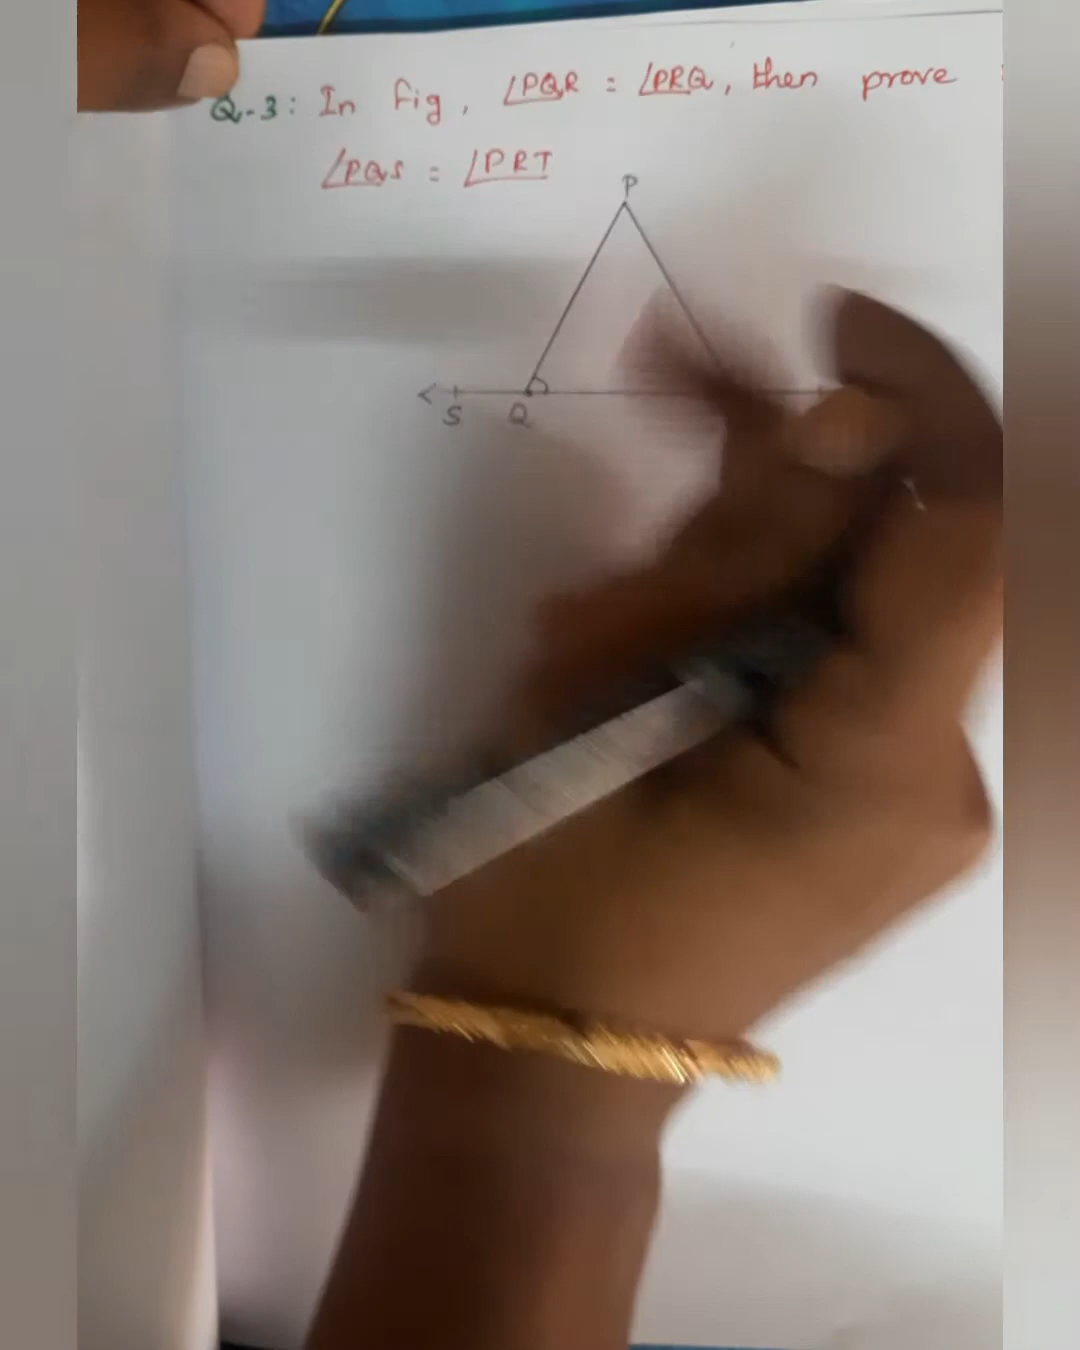 Q-3: In fig, ∠PQR = ∠PRQ, then prove
∠PQS = ∠PRT
P
S Q